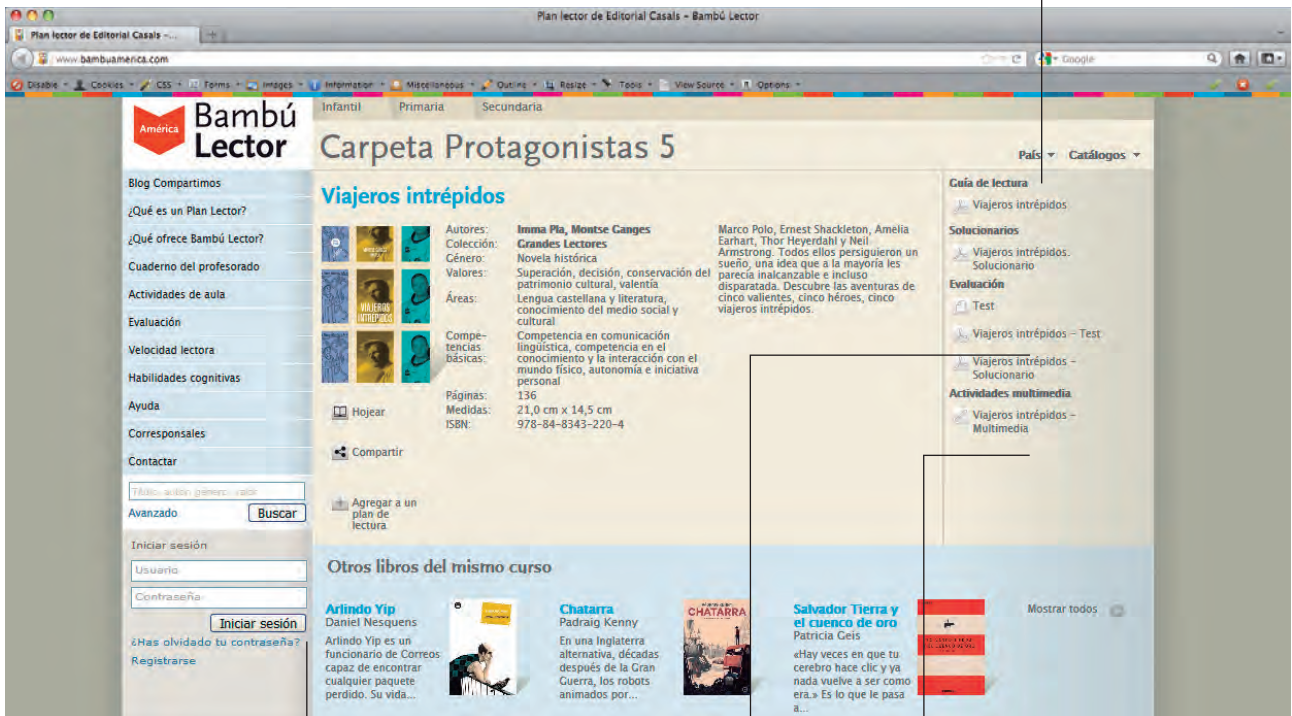 Plan lector de Editorial Casals – Bambú Lector
Plan lector de Editorial Casals –...
www.bambuamerica.com
Google
Disable
Cookies
CSS
Forms
Images
Information
Miscellaneous
Outline
Resize
Tools
View Source
Options
América
Bambú
Lector
Infantil
Primaria
Secundaria
Carpeta Protagonistas 5
País
Catálogos
Blog Compartimos
¿Qué es un Plan Lector?
¿Qué ofrece Bambú Lector?
Cuaderno del profesorado
Actividades de aula
Evaluación
Velocidad lectora
Habilidades cognitivas
Ayuda
Corresponsales
Contactar
Título, autor, género, valor
Avanzado
Buscar
Iniciar sesión
Usuario
Contraseña
Iniciar sesión
¿Has olvidado tu contraseña?
Registrarse
Viajeros intrépidos
VIAJEROS
INTRÉPIDOS
Hojear
Compartir
Agregar a un
plan de
lectura
Autores: Imma Pla, Montse Ganges
Colección: Grandes Lectores
Género: Novela histórica
Valores: Superación, decisión, conservación del
patrimonio cultural, valentía
Áreas: Lengua castellana y literatura,
conocimiento del medio social y
cultural
Compe-
tencias
básicas:
Competencia en comunicación
lingüística, competencia en el
conocimiento y la interacción con el
mundo físico, autonomía e iniciativa
personal
Páginas: 136
Medidas: 21,0 cm x 14,5 cm
ISBN: 978-84-8343-220-4
Marco Polo, Ernest Shackleton, Amelia
Earhart, Thor Heyerdahl y Neil
Armstrong. Todos ellos persiguieron un
sueño, una idea que a la mayoría les
parecía inalcanzable e incluso
disparatada. Descubre las aventuras de
cinco valientes, cinco héroes, cinco
viajeros intrépidos.
Guía de lectura
Viajeros intrépidos
Solucionarios
Viajeros intrépidos.
Solucionario
Evaluación
Test
Viajeros intrépidos – Test
Viajeros intrépidos –
Solucionario
Actividades multimedia
Viajeros intrépidos –
Multimedia
Otros libros del mismo curso
Arlindo Yip
Daniel Nesquens
Arlindo Yip es un
funcionario de Correos
capaz de encontrar
cualquier paquete
perdido. Su vida...
Chatarra
Padraig Kenny
En una Inglaterra
alternativa, décadas
después de la Gran
Guerra, los robots
animados por...
CHATARRA
Salvador Tierra y
el cuenco de oro
Patricia Geis
«Hay veces en que tu
cerebro hace clic y ya
nada vuelve a ser como
era.» Es lo que le pasa
a...
Mostrar todos